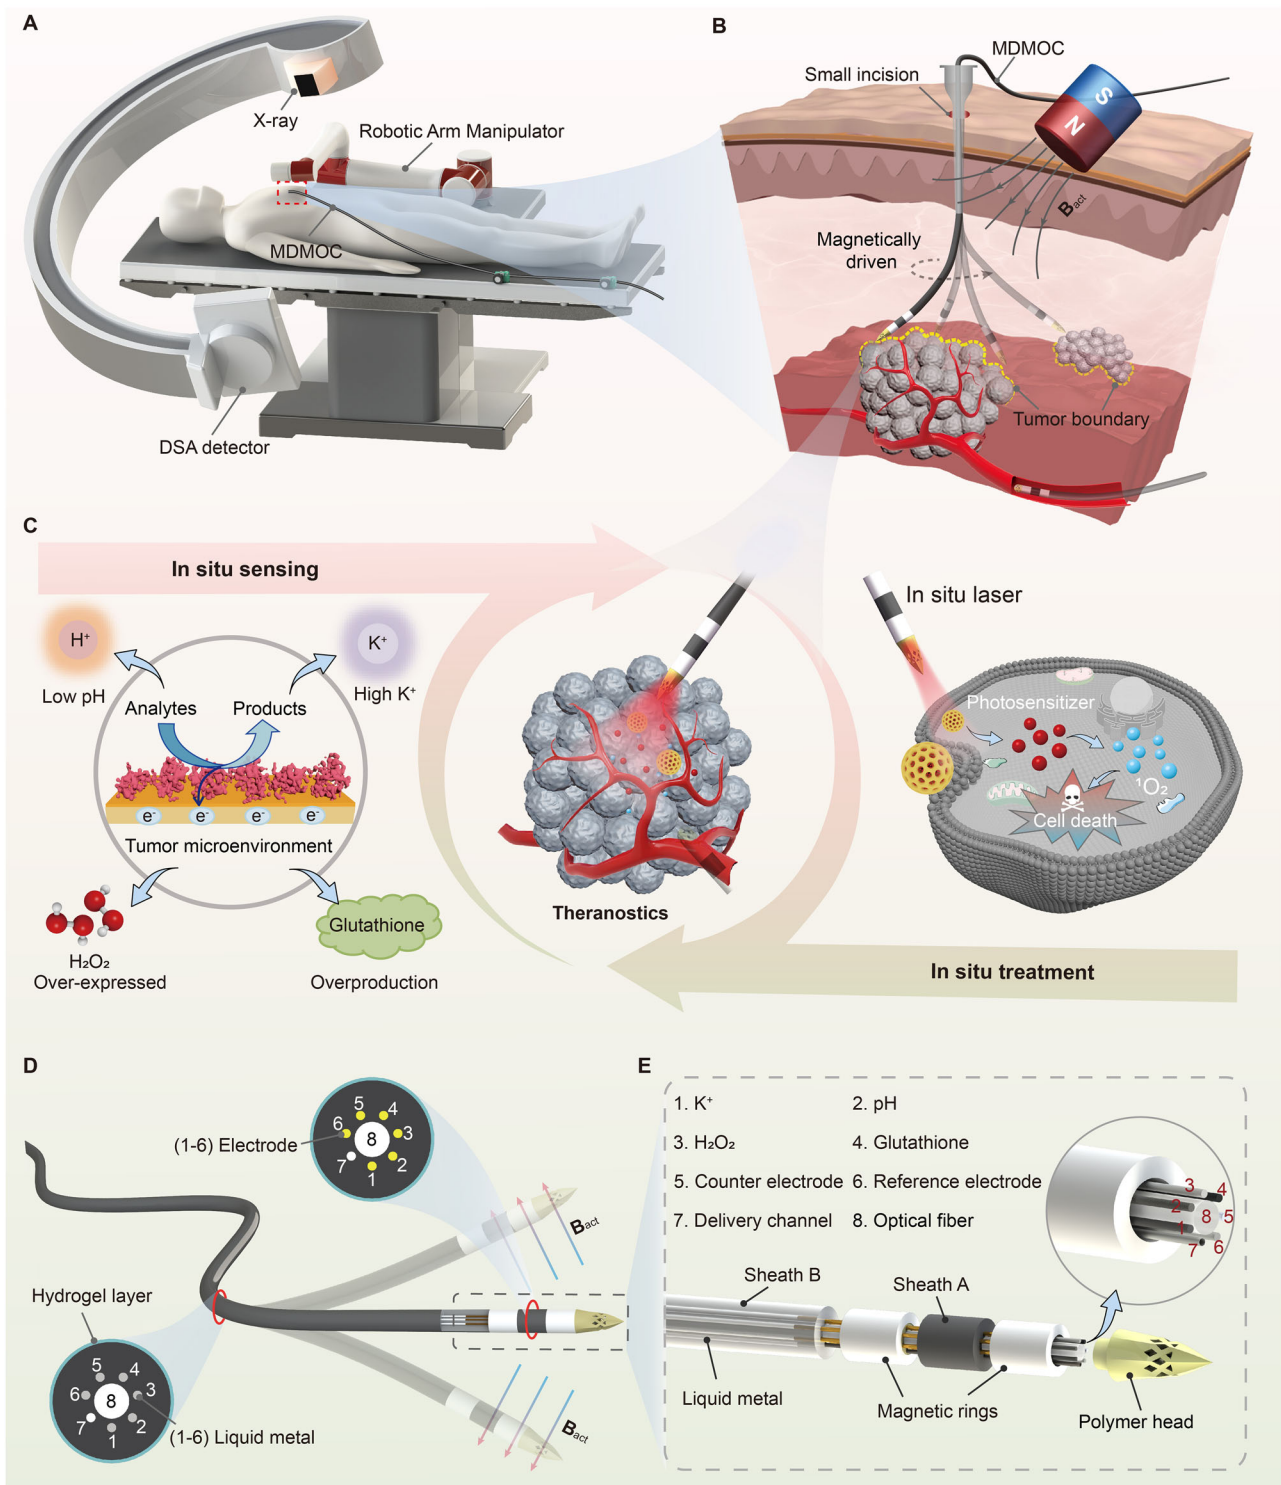 A
X-ray
Robotic Arm Manipulator
MDMOC
DSA detector
B
MDMOC
Small incision
S
N
B_act
Magnetically
driven
Tumor boundary
C
In situ sensing
H⁺
K⁺
Low pH
High K⁺
Analytes
Products
e⁻
e⁻
e⁻
e⁻
Tumor microenvironment
H₂O₂
Over-expressed
Glutathione
Overproduction
Theranostics
In situ laser
Photosensitizer
¹O₂
Cell death
In situ treatment
D
(1-6) Electrode
5
4
6
8
3
7
2
1
B_act
Hydrogel layer
5
4
6
8
3
7
2
1
(1-6) Liquid metal
B_act
E
1. K⁺
2. pH
3. H₂O₂
4. Glutathione
5. Counter electrode
6. Reference electrode
7. Delivery channel
8. Optical fiber
3
4
2
8
5
1
7
6
Sheath B
Sheath A
Liquid metal
Magnetic rings
Polymer head